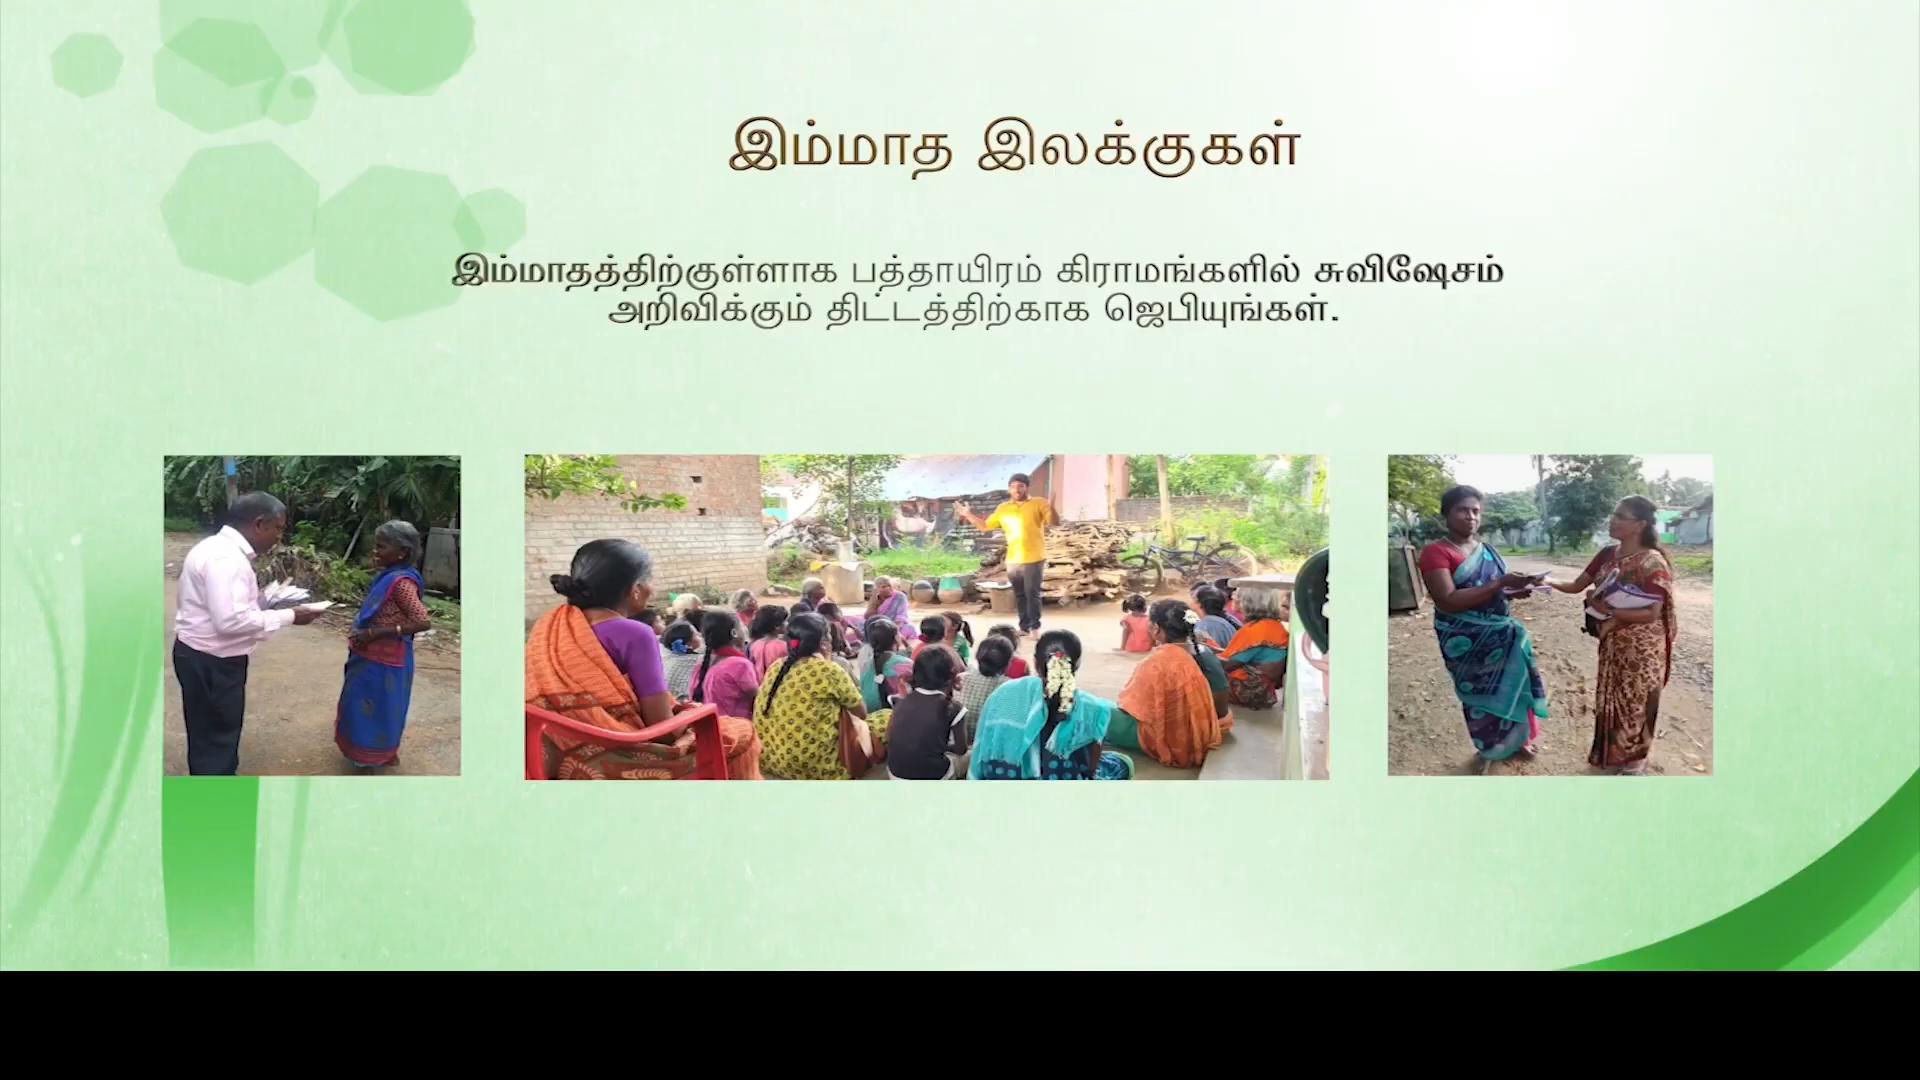 இம்மாத இலக்குகள்
இம்மாதத்திற்குள்ளாக பத்தாயிரம் கிராமங்களில் சுவிஷேசம்
அறிவிக்கும் திட்டத்திற்காக ஜெபியுங்கள்.